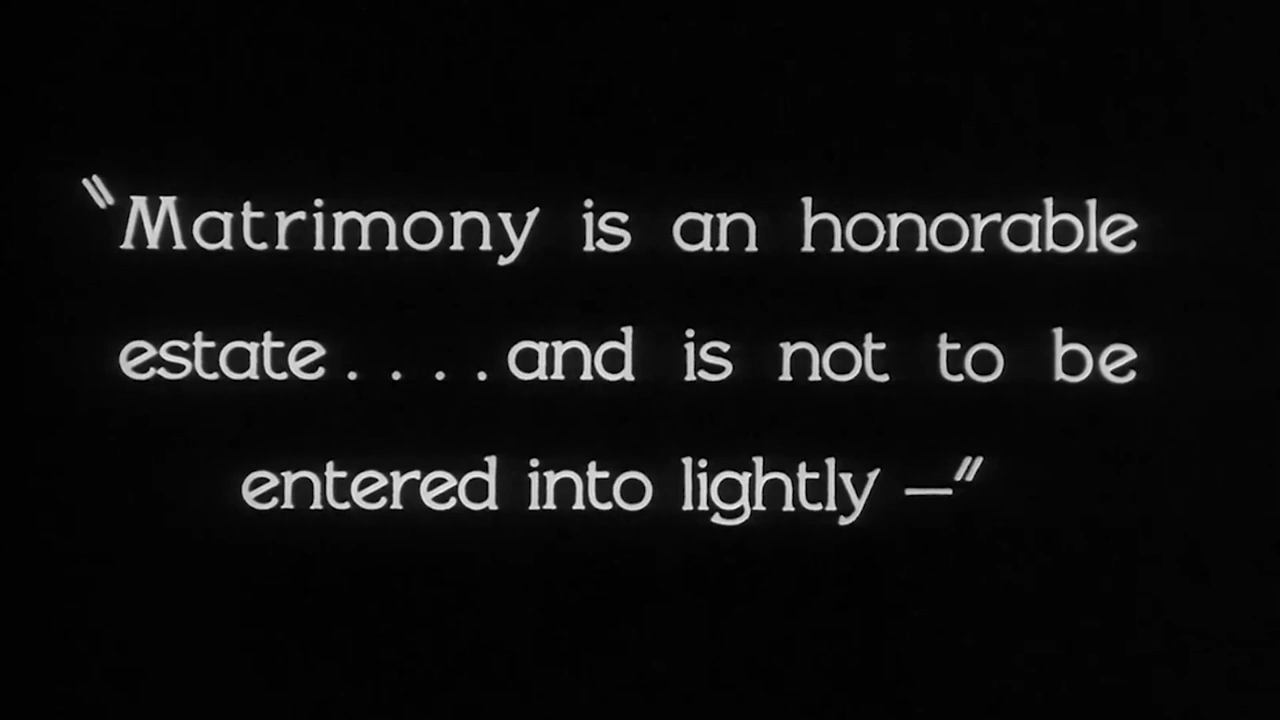 "Matrimony is an honorable
estate. . . . and is not to be
entered into lightly —"